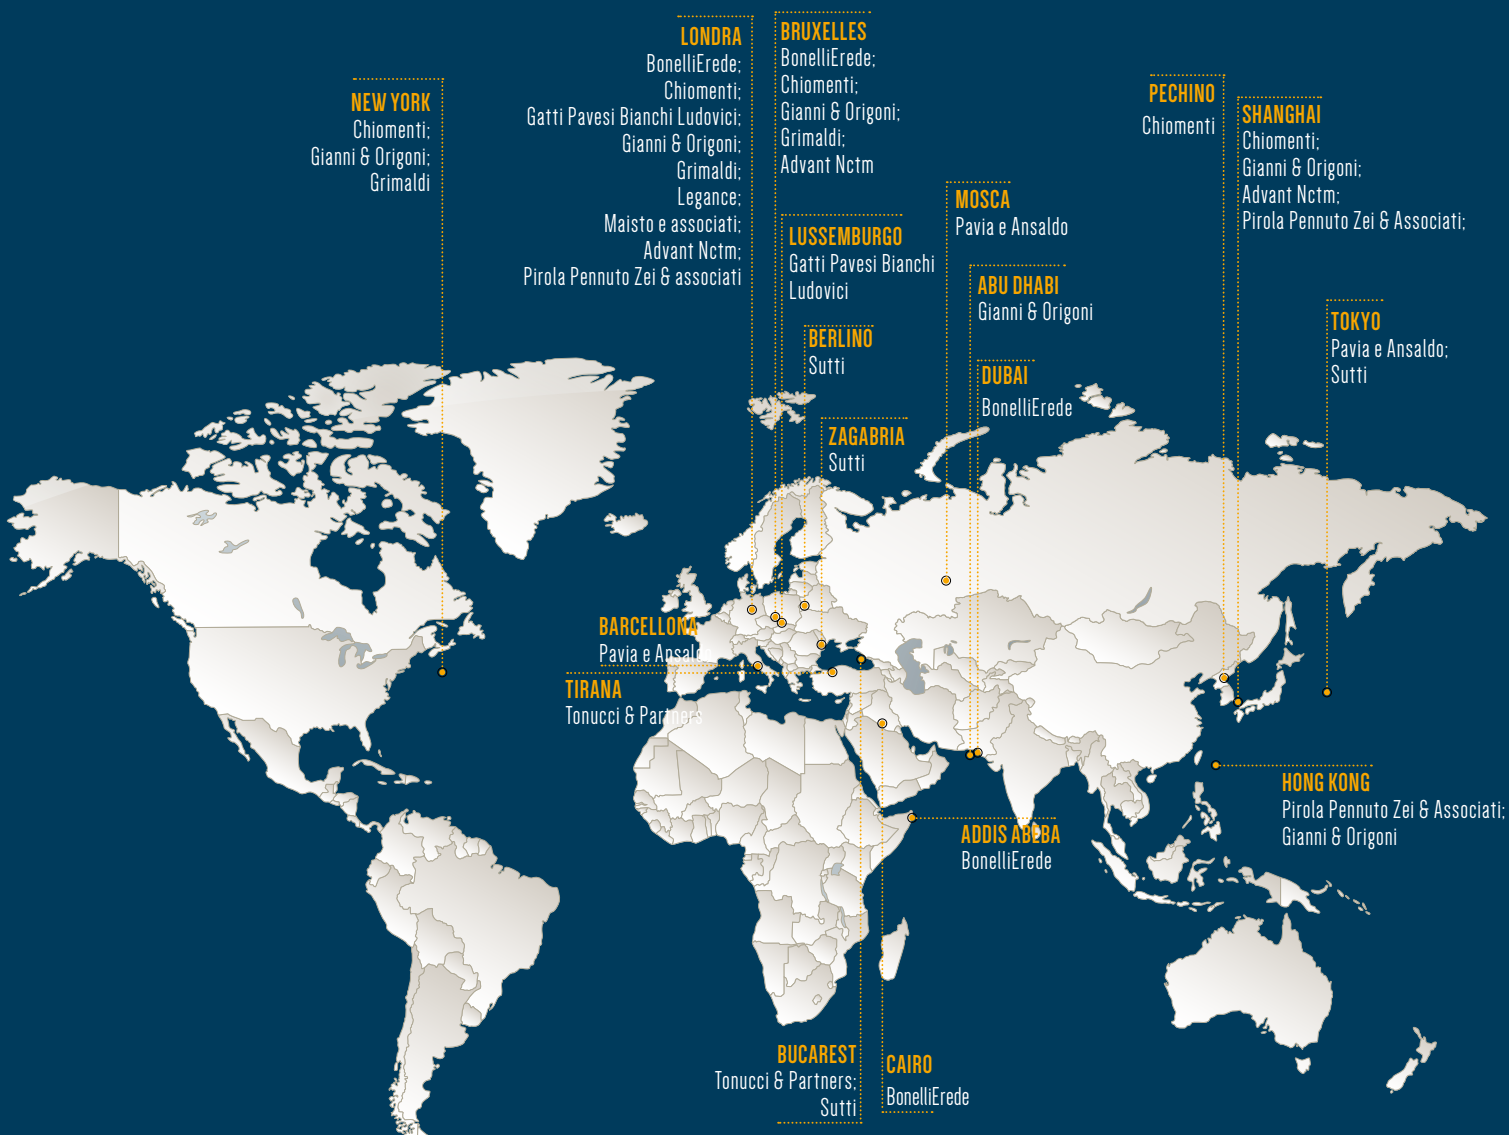 NEW YORK
Chiomenti;
Gianni & Origoni;
Grimaldi
LONDRA
BonelliErede;
Chiomenti;
Gatti Pavesi Bianchi Ludovici;
Gianni & Origoni;
Grimaldi;
Legance;
Maisto e associati;
Advant Nctm;
Pirola Pennuto Zei & associati
BRUXELLES
BonelliErede;
Chiomenti;
Gianni & Origoni;
Grimaldi;
Advant Nctm
LUSSEMBURGO
Gatti Pavesi Bianchi
Ludovici
BERLINO
Sutti
ZAGABRIA
Sutti
MOSCA
Pavia e Ansaldo
ABU DHABI
Gianni & Origoni
DUBAI
BonelliErede
PECHINO
Chiomenti
SHANGHAI
Chiomenti;
Gianni & Origoni;
Advant Nctm;
Pirola Pennuto Zei & Associati;
TOKYO
Pavia e Ansaldo;
Sutti
BARCELLONA
Pavia e Ansaldo
TIRANA
Tonucci & Partners
HONG KONG
Pirola Pennuto Zei & Associati;
Gianni & Origoni
ADDIS ABEBA
BonelliErede
BUCAREST
Tonucci & Partners;
Sutti
CAIRO
BonelliErede